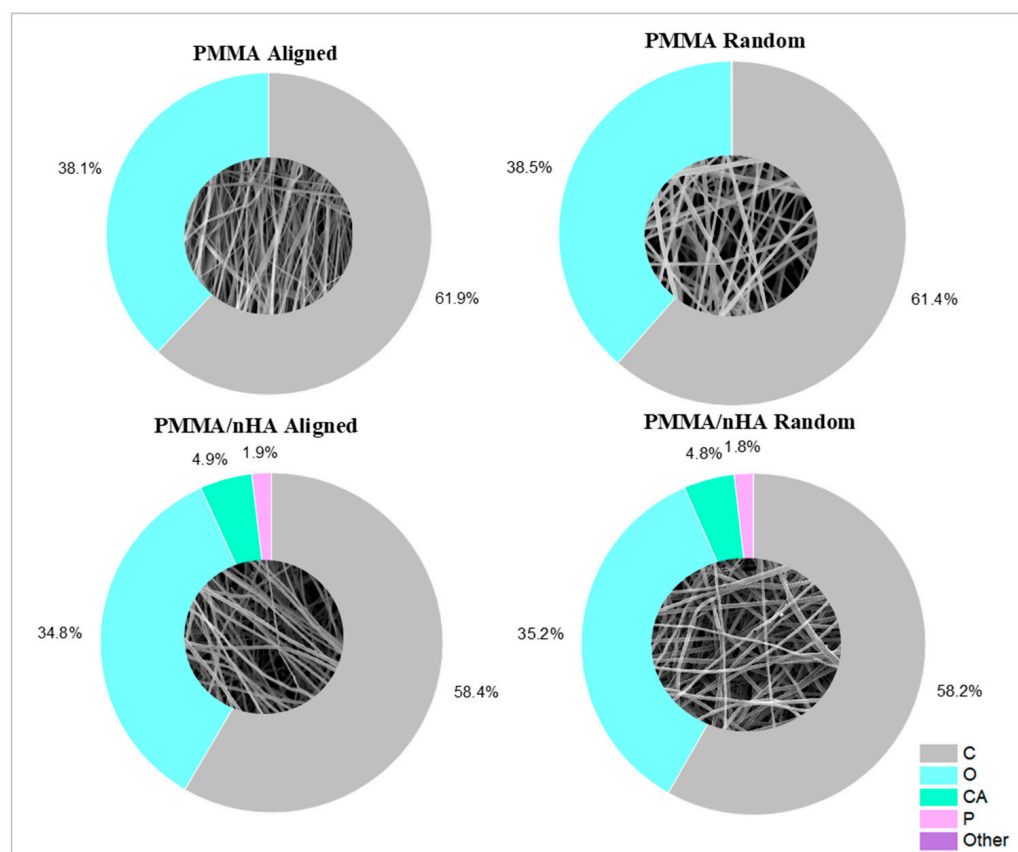 PMMA Aligned
38.1%
61.9%
PMMA Random
38.5%
61.4%
PMMA/nHA Aligned
4.9%
1.9%
34.8%
58.4%
PMMA/nHA Random
4.8%
1.8%
35.2%
58.2%
C
O
CA
P
Other